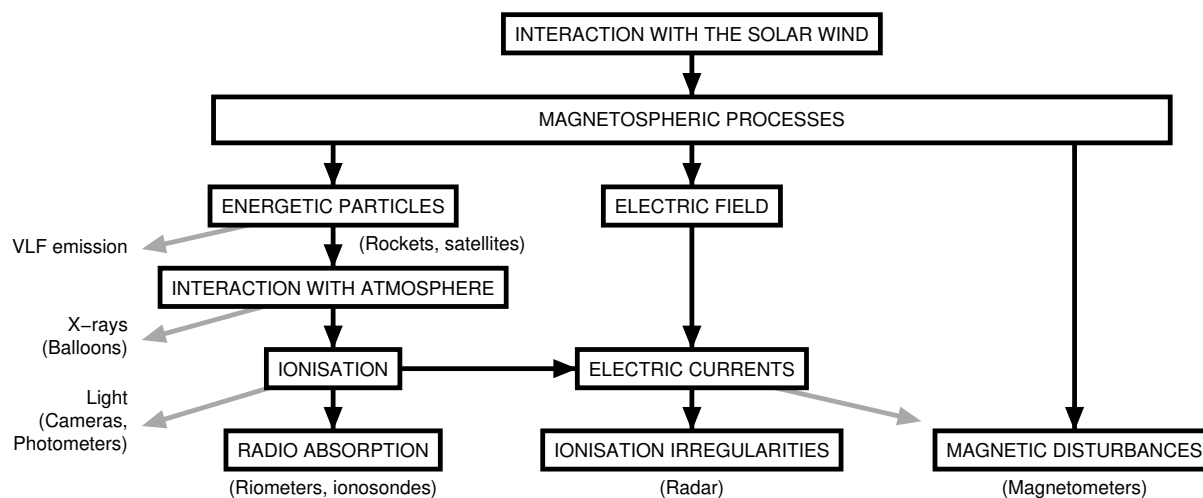 INTERACTION WITH THE SOLAR WIND
MAGNETOSPHERIC PROCESSES
ENERGETIC PARTICLES
ELECTRIC FIELD
VLF emission
(Rockets, satellites)
INTERACTION WITH ATMOSPHERE
X−rays
(Balloons)
IONISATION
ELECTRIC CURRENTS
Light
(Cameras,
Photometers)
RADIO ABSORPTION
IONISATION IRREGULARITIES
MAGNETIC DISTURBANCES
(Riometers, ionosondes)
(Radar)
(Magnetometers)